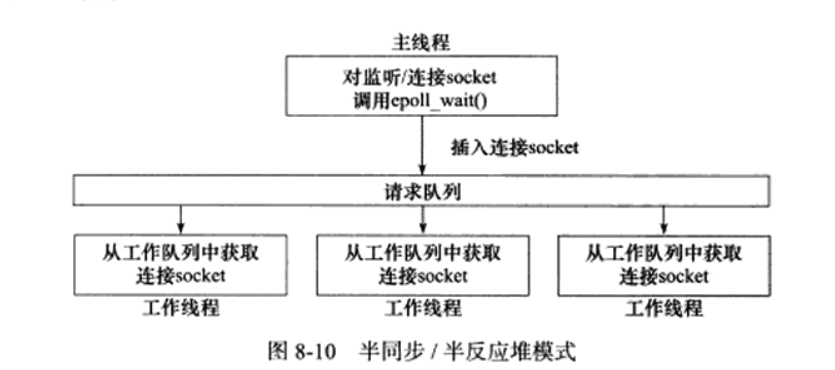 主线程
对监听/连接socket
调用epoll_wait()
插入连接socket
请求队列
从工作队列中获取
连接socket
从工作队列中获取
连接socket
从工作队列中获取
连接socket
工作线程
工作线程
工作线程
图 8-10 半同步 / 半反应堆模式